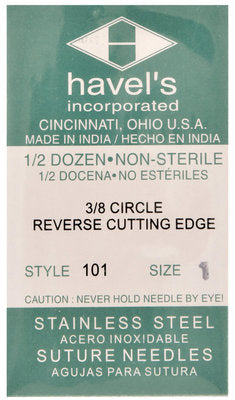 havel's
incorporated
CINCINNATI, OHIO U.S.A.
MADE IN INDIA / HECHO EN INDIA
1/2 DOZEN•NON-STERILE
1/2 DOCENA•NO ESTÉRILES
3/8 CIRCLE
REVERSE CUTTING EDGE
STYLE 101 SIZE 1
CAUTION : NEVER HOLD NEEDLE BY EYE!
STAINLESS STEEL
ACERO INOXIDABLE
SUTURE NEEDLES
AGUJAS PARA SUTURA